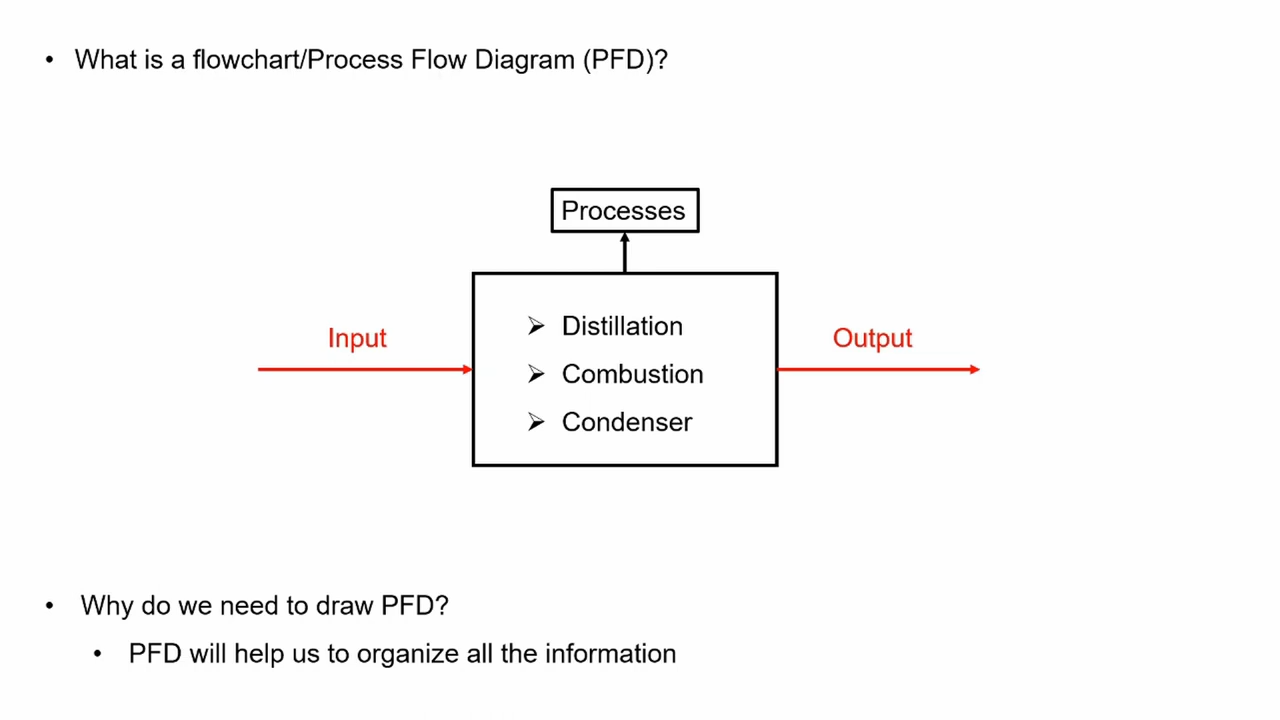 • What is a flowchart/Process Flow Diagram (PFD)?
Processes
Input
➢ Distillation
➢ Combustion
➢ Condenser
Output
• Why do we need to draw PFD?
• PFD will help us to organize all the information